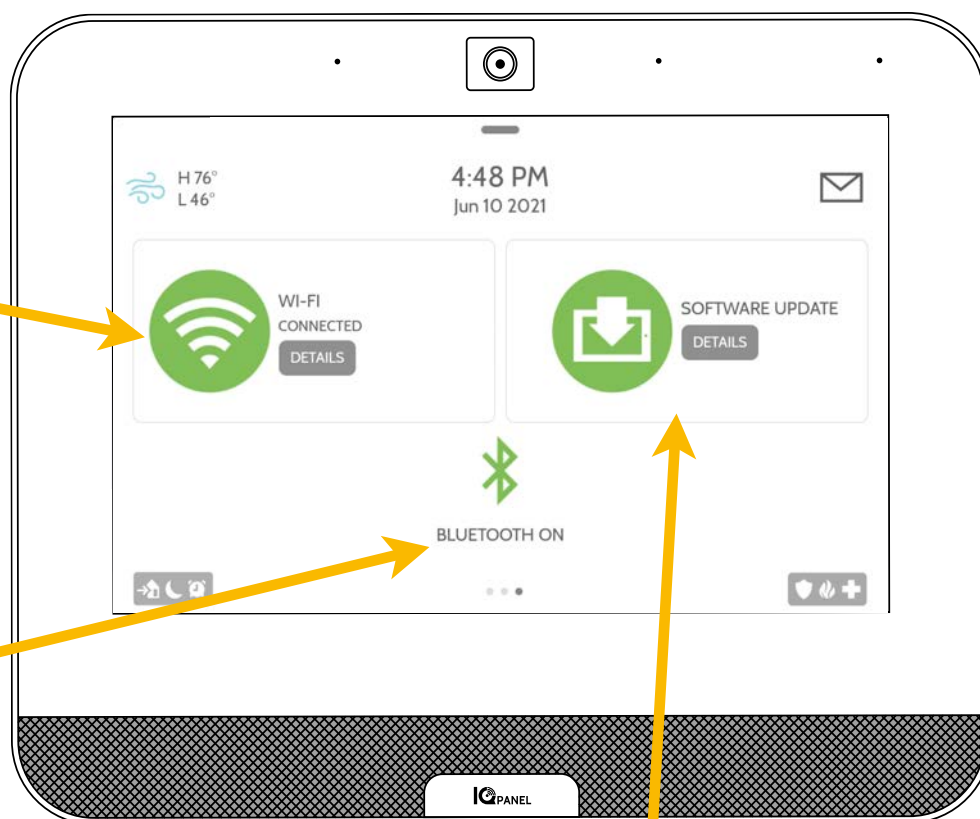 H 76°
L 46°
4:48 PM
Jun 10 2021
WI-FI
CONNECTED
DETAILS
SOFTWARE UPDATE
DETAILS
BLUETOOTH ON
IQ PANEL